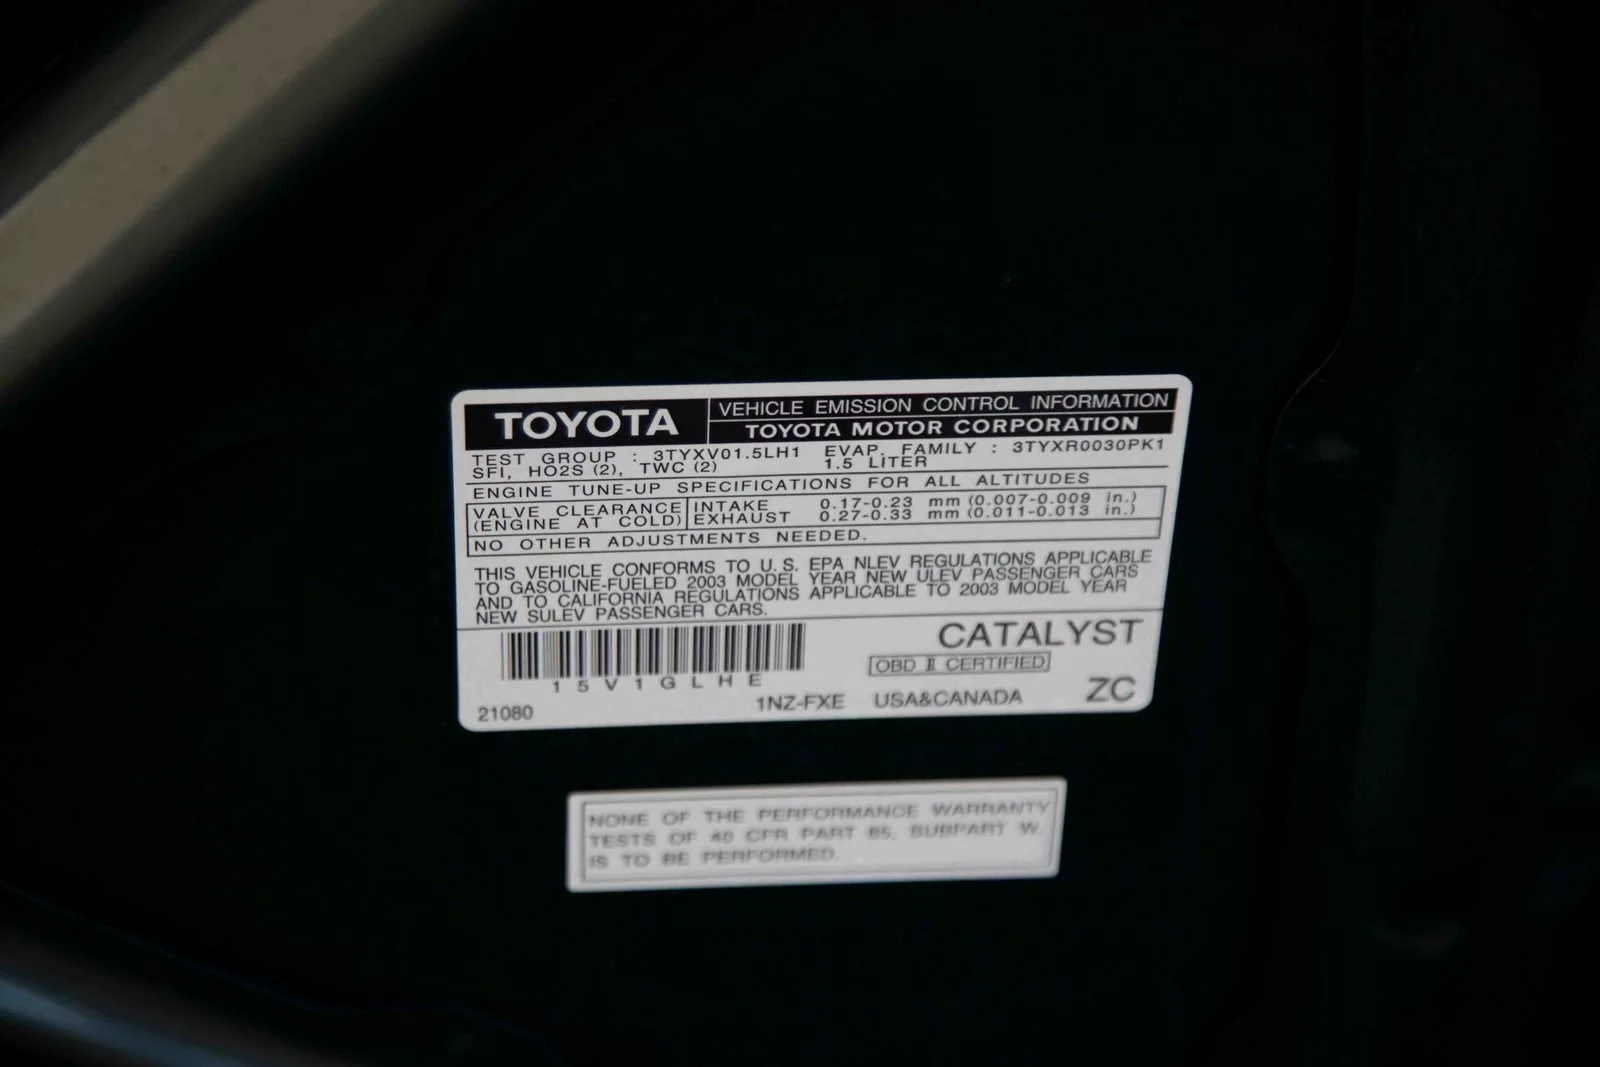 TOYOTA
VEHICLE EMISSION CONTROL INFORMATION
TOYOTA MOTOR CORPORATION
TEST GROUP : 3TYXV01.5LH1 EVAP. FAMILY : 3TYXR0030PK1
SFI, HO2S (2), TWC (2) 1.5 LITER
ENGINE TUNE-UP SPECIFICATIONS FOR ALL ALTITUDES
VALVE CLEARANCE INTAKE 0.17-0.23 mm (0.007-0.009 in.)
(ENGINE AT COLD) EXHAUST 0.27-0.33 mm (0.011-0.013 in.)
NO OTHER ADJUSTMENTS NEEDED.
THIS VEHICLE CONFORMS TO U.S. EPA NLEV REGULATIONS APPLICABLE
TO GASOLINE-FUELED 2003 MODEL YEAR NEW ULEV PASSENGER CARS
AND TO CALIFORNIA REGULATIONS APPLICABLE TO 2003 MODEL YEAR
NEW SULEV PASSENGER CARS.
CATALYST
OBD II CERTIFIED
15V1GLHE
21080 1NZ-FXE USA&CANADA ZC
NONE OF THE PERFORMANCE WARRANTY
TESTS OF 40 CFR PART 85, SUBPART W,
IS TO BE PERFORMED.